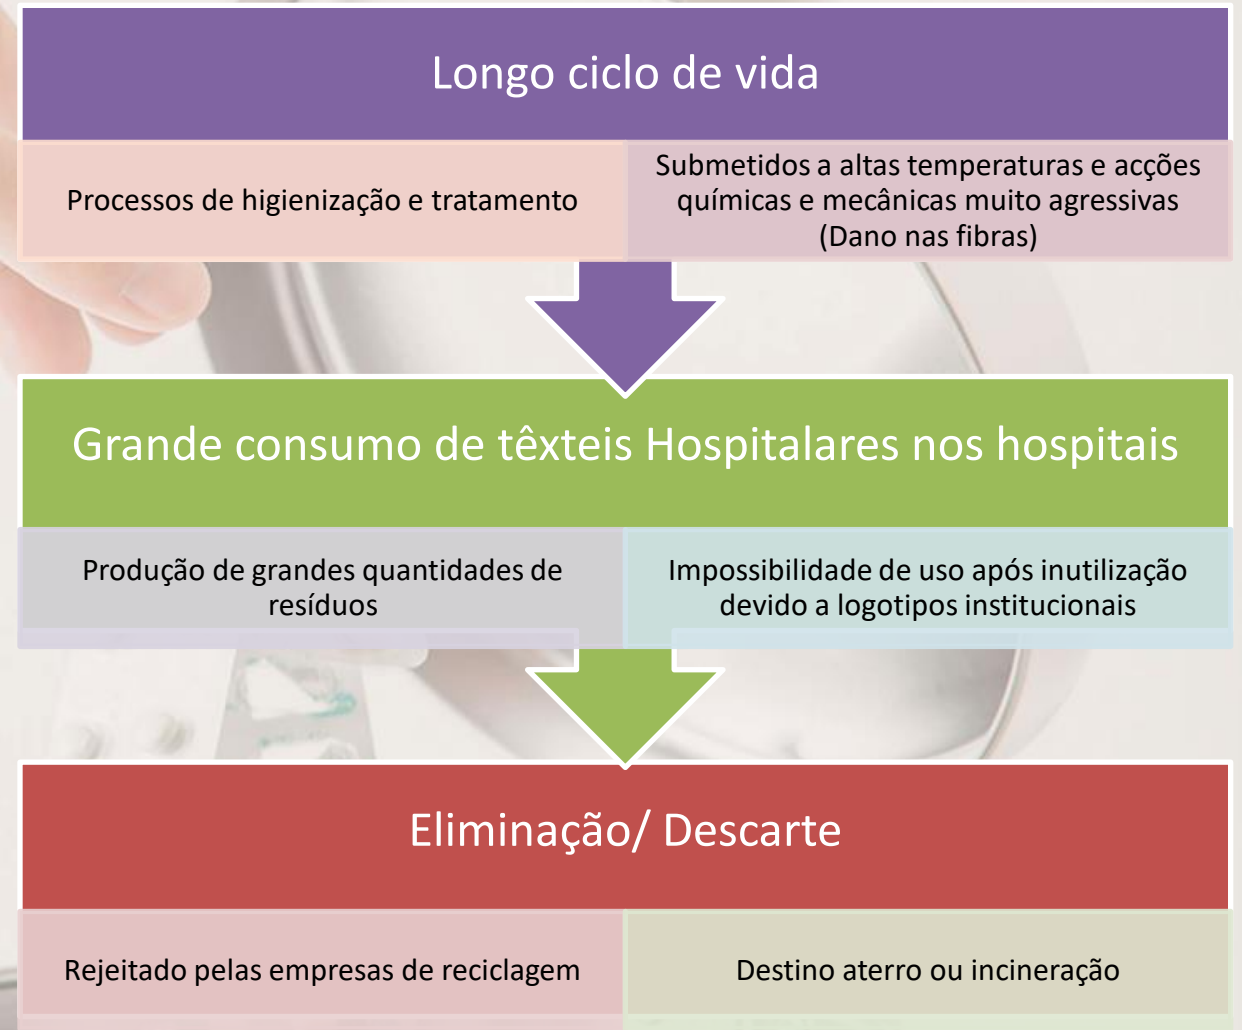 Longo ciclo de vida
Processos de higienização e tratamento
Submetidos a altas temperaturas e acções
químicas e mecânicas muito agressivas
(Dano nas fibras)
Grande consumo de têxteis Hospitalares nos hospitais
Produção de grandes quantidades de
resíduos
Impossibilidade de uso após inutilização
devido a logotipos institucionais
Eliminação/ Descarte
Rejeitado pelas empresas de reciclagem
Destino aterro ou incineração